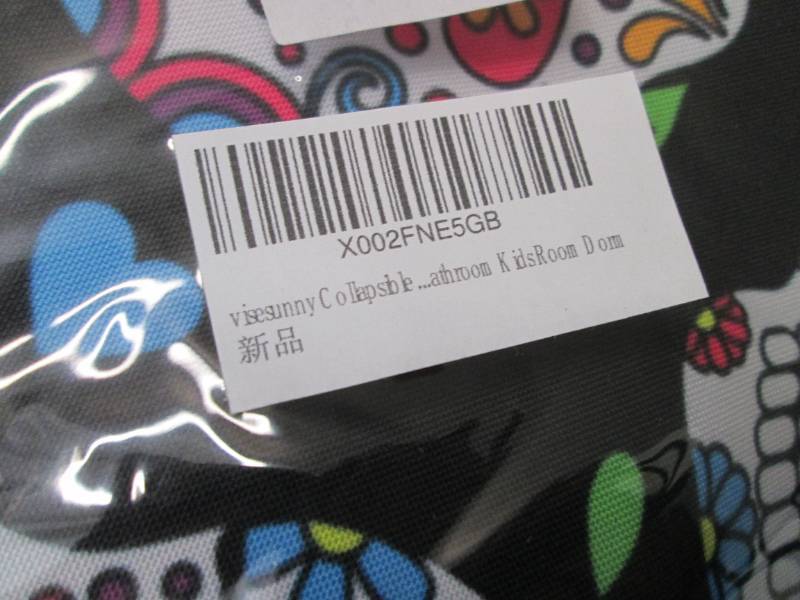 X002FNE5GB
visesunny Collapsible ...athroom KidsRoom Dorm
新品